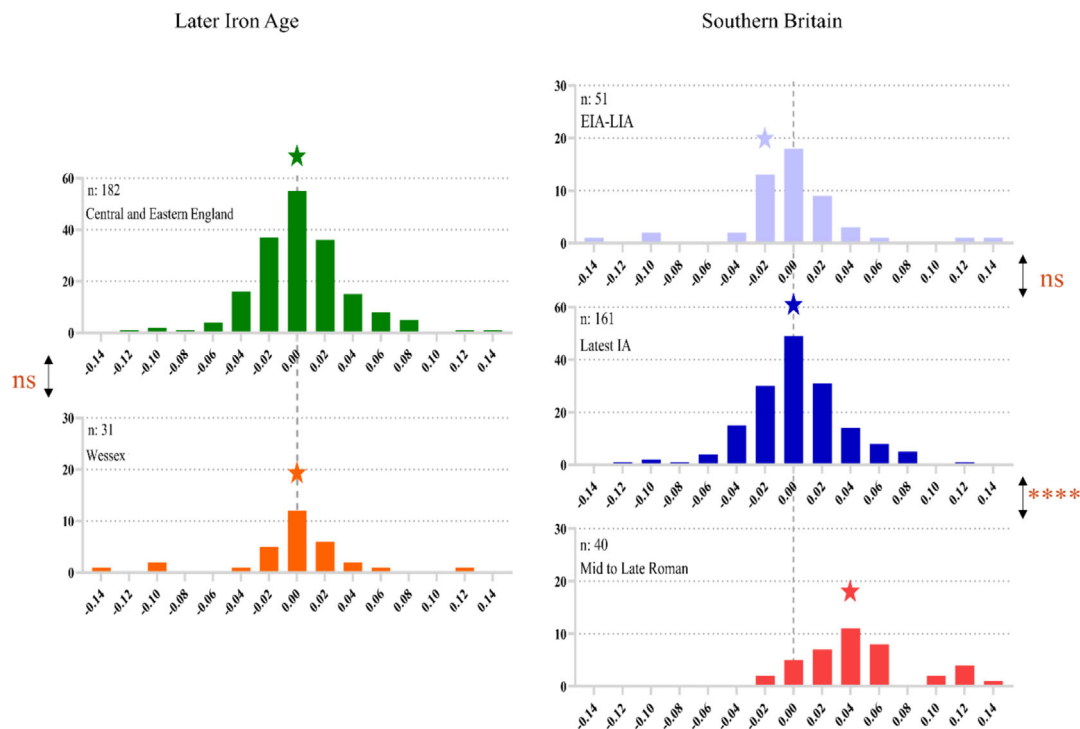 Later Iron Age
Southern Britain
60
40
20
0
n: 182
Central and Eastern England
-0.14 -0.12 -0.10 -0.08 -0.06 -0.04 -0.02 0.00 0.02 0.04 0.06 0.08 0.10 0.12 0.14
ns
30
20
10
0
n: 31
Wessex
-0.14 -0.12 -0.10 -0.08 -0.06 -0.04 -0.02 0.00 0.02 0.04 0.06 0.08 0.10 0.12 0.14
30
20
10
0
n: 51
EIA-LIA
-0.14 -0.12 -0.10 -0.08 -0.06 -0.04 -0.02 0.00 0.02 0.04 0.06 0.08 0.10 0.12 0.14
ns
60
40
20
0
n: 161
Latest IA
-0.14 -0.12 -0.10 -0.08 -0.06 -0.04 -0.02 0.00 0.02 0.04 0.06 0.08 0.10 0.12 0.14
****
30
20
10
0
n: 40
Mid to Late Roman
-0.14 -0.12 -0.10 -0.08 -0.06 -0.04 -0.02 0.00 0.02 0.04 0.06 0.08 0.10 0.12 0.14